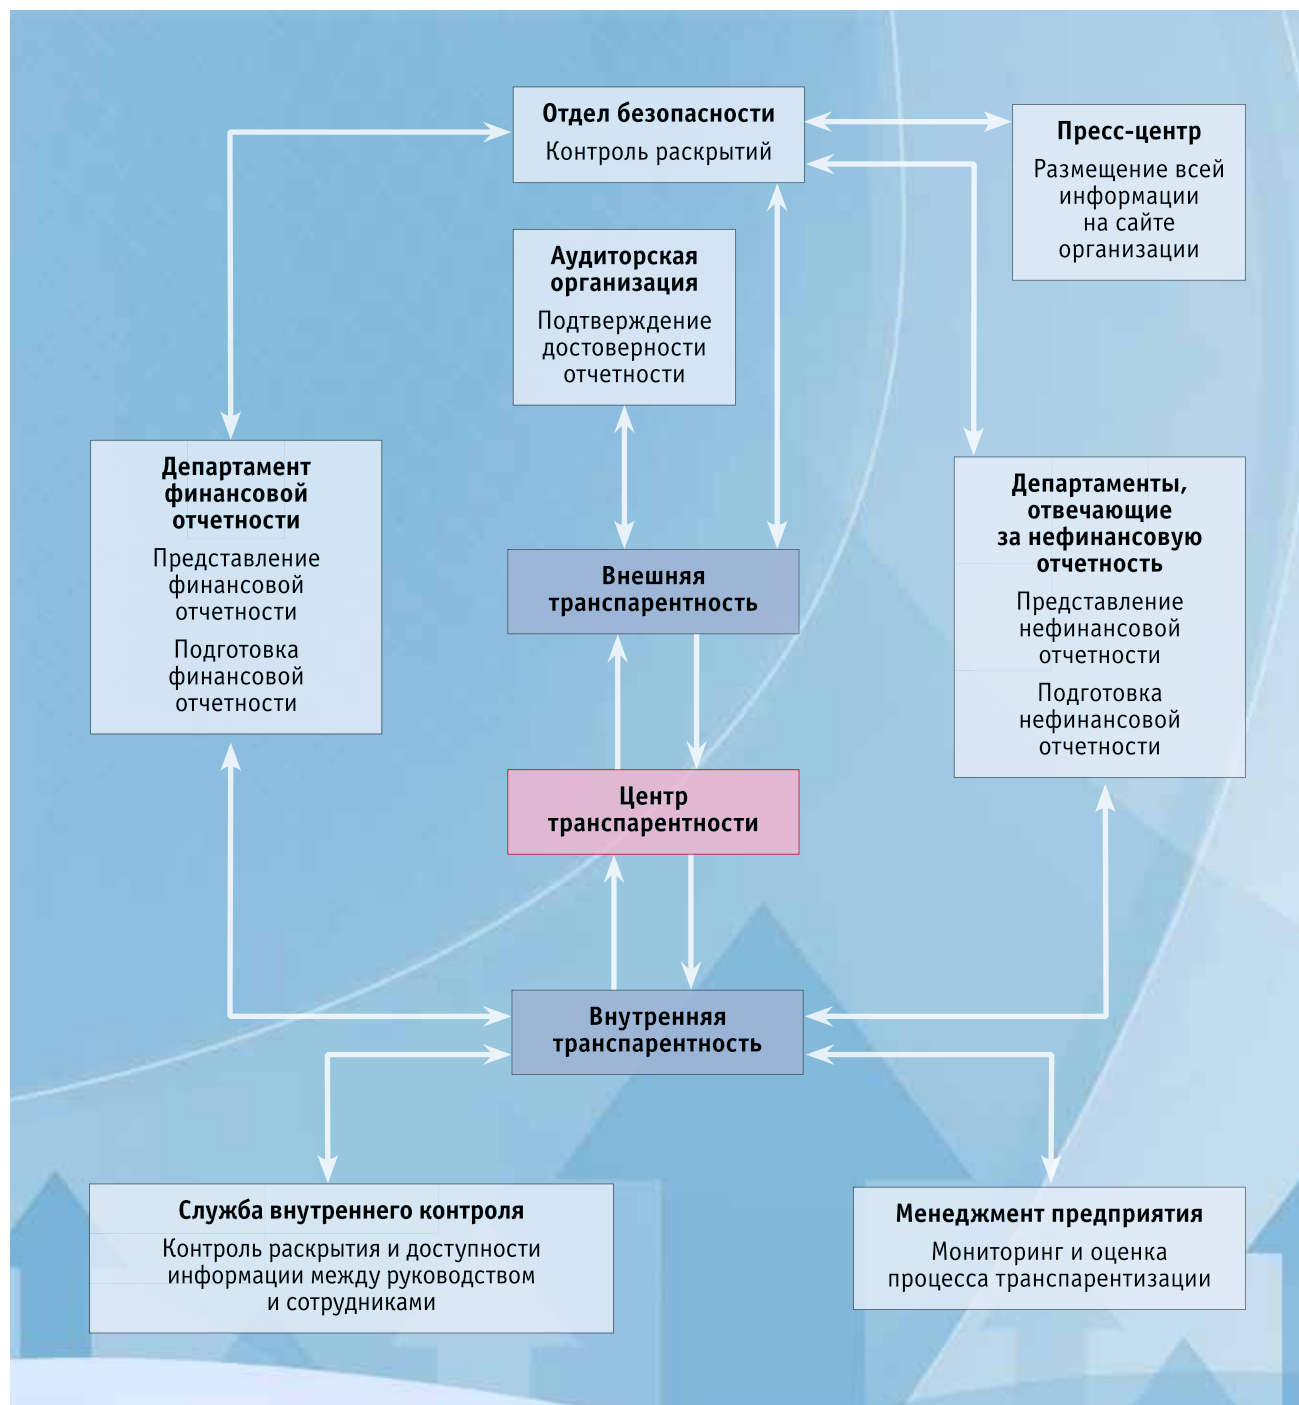 Отдел безопасности
Контроль раскрытий
Пресс-центр
Размещение всей
информации
на сайте
организации
Аудиторская
организация
Подтверждение
достоверности
отчетности
Департамент
финансовой
отчетности
Представление
финансовой
отчетности
Подготовка
финансовой
отчетности
Департаменты,
отвечающие
за нефинансовую
отчетность
Представление
нефинансовой
отчетности
Подготовка
нефинансовой
отчетности
Внешняя
транспарентность
Центр
транспарентности
Внутренняя
транспарентность
Служба внутреннего контроля
Контроль раскрытия и доступности
информации между руководством
и сотрудниками
Менеджмент предприятия
Мониторинг и оценка
процесса транспарентизации